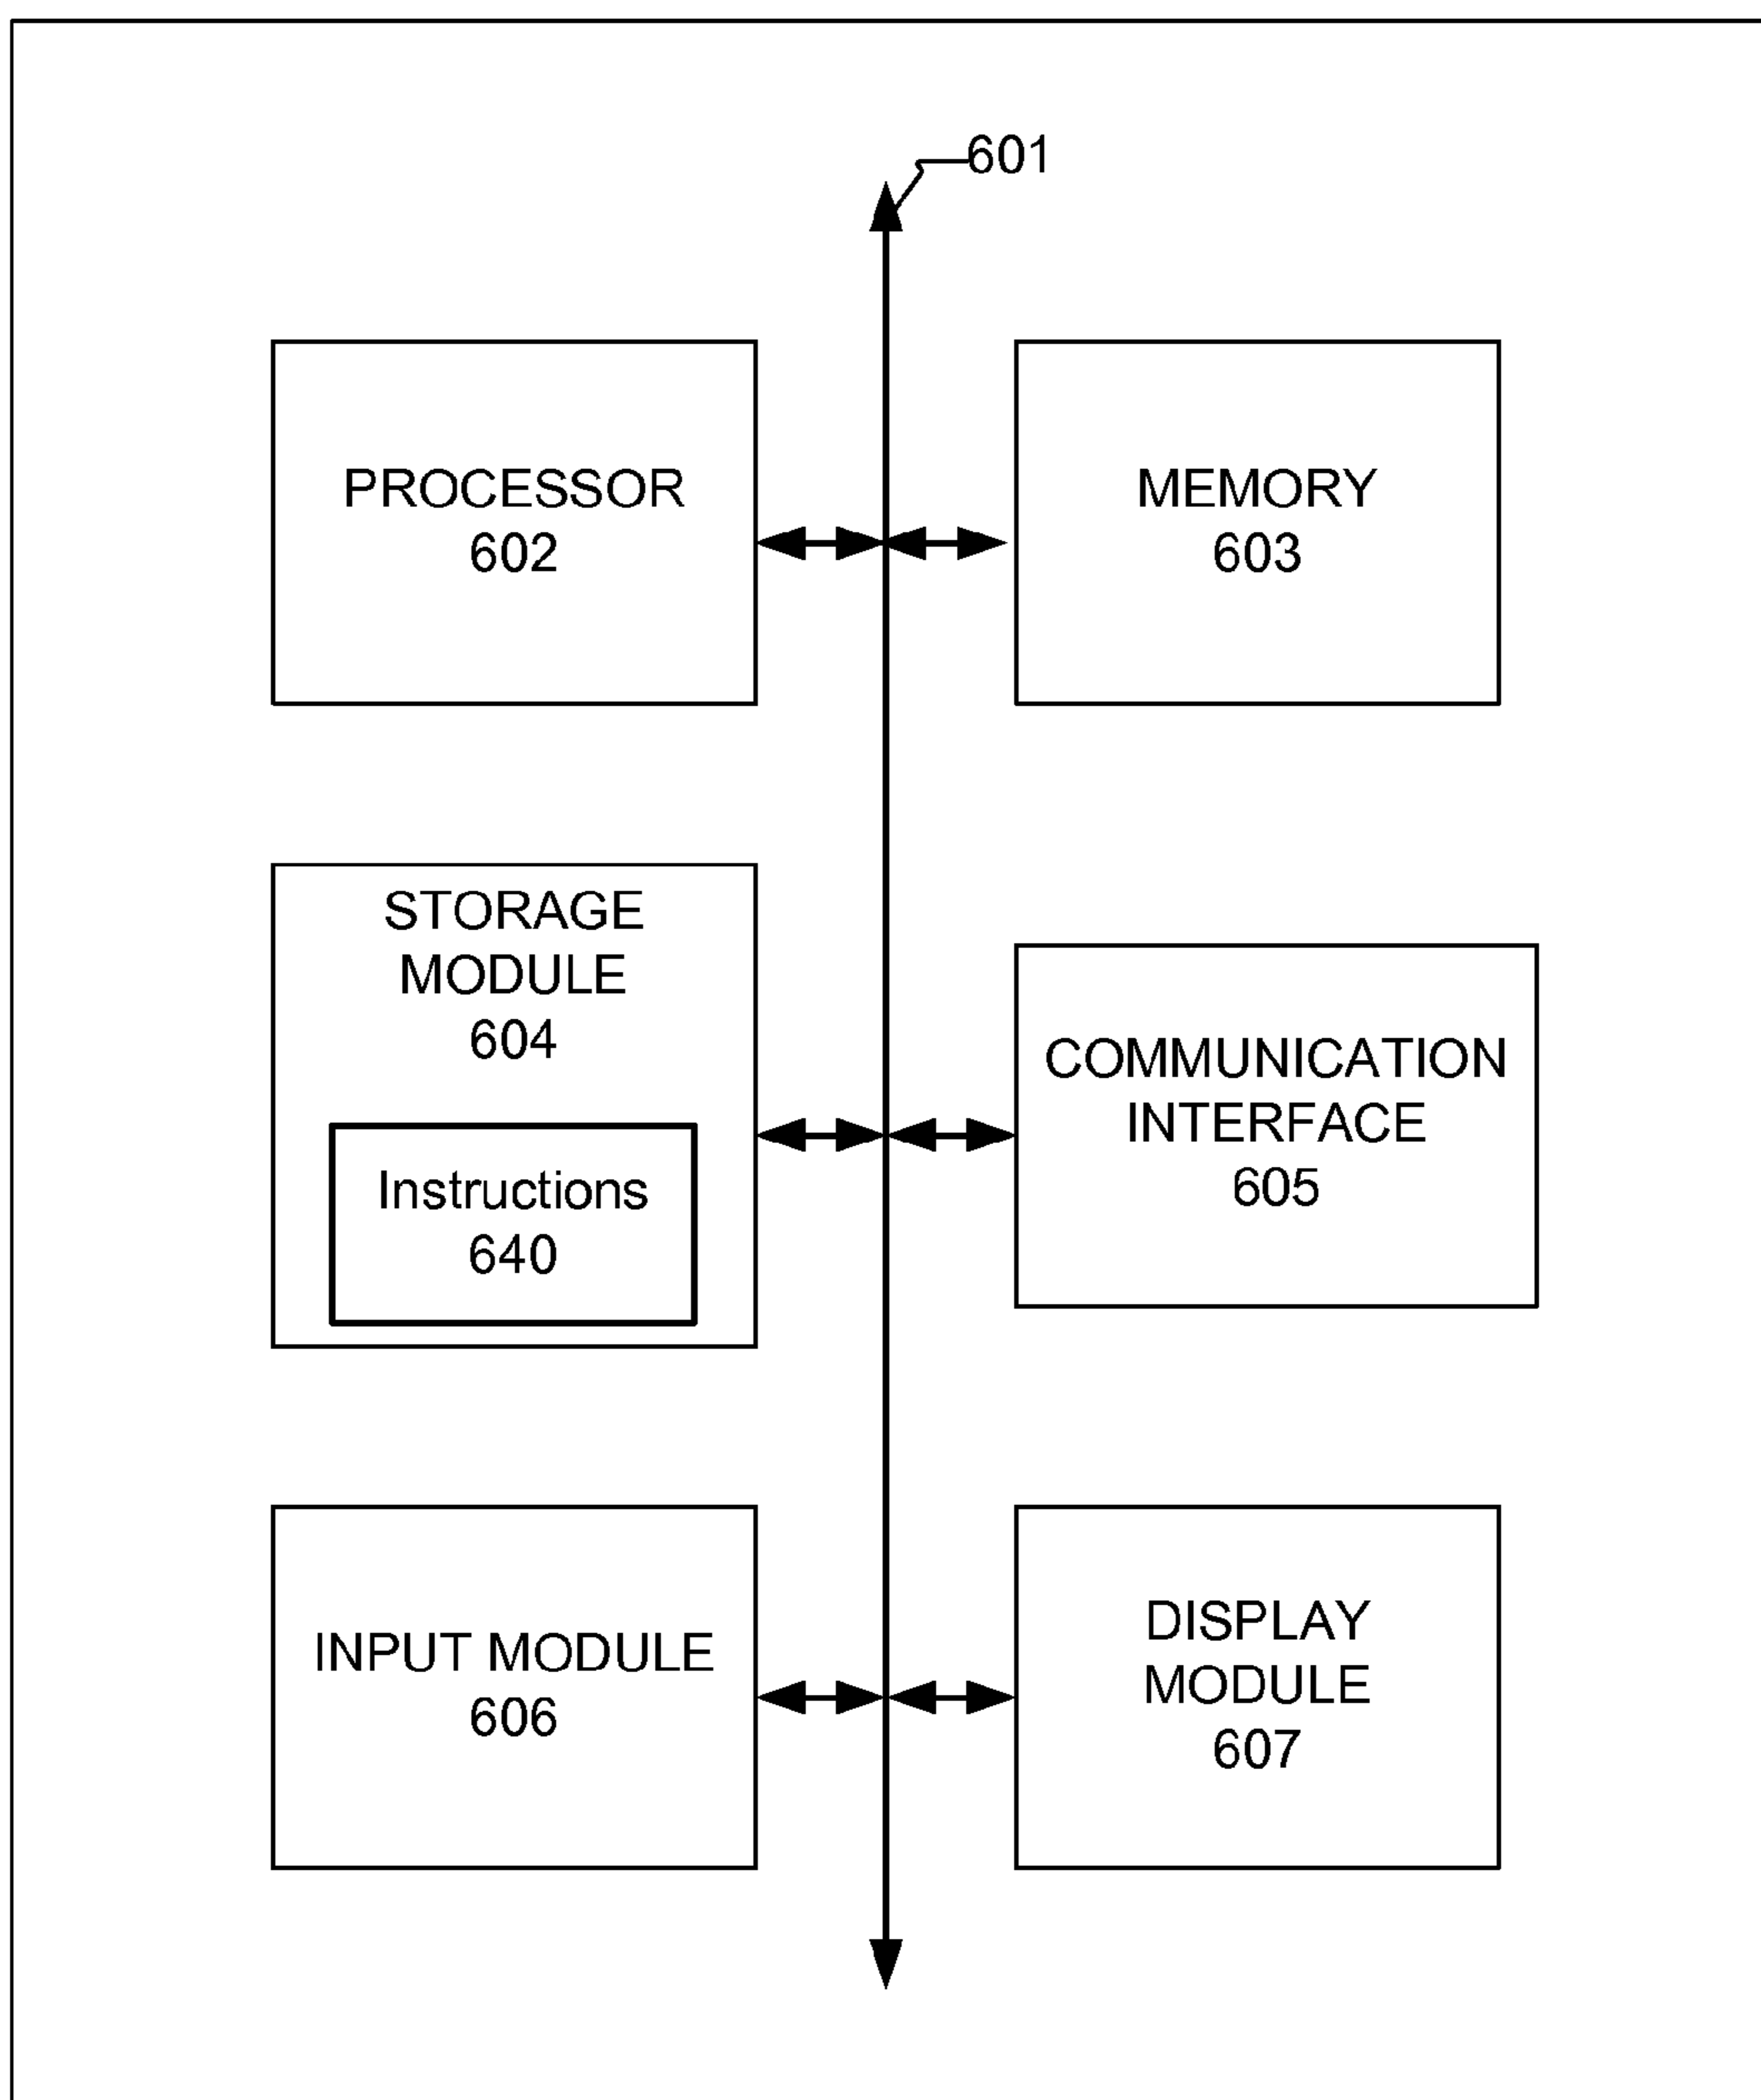 601
PROCESSOR
602
MEMORY
603
STORAGE
MODULE
604
Instructions
640
COMMUNICATION
INTERFACE
605
INPUT MODULE
606
DISPLAY
MODULE
607